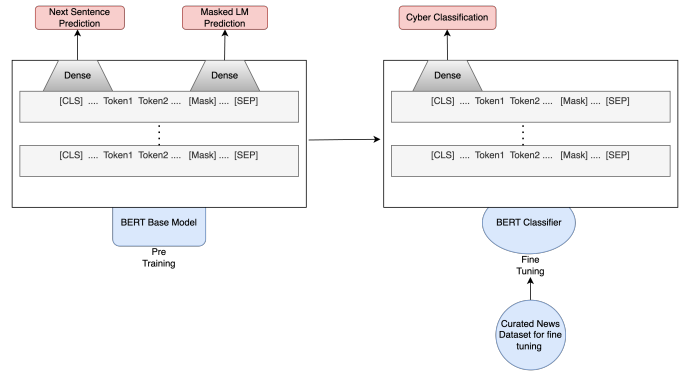 Next Sentence
Prediction
Masked LM
Prediction
Dense
Dense
[CLS] .... Token1 Token2 .... [Mask] .... [SEP]
[CLS] .... Token1 Token2 .... [Mask] .... [SEP]
BERT Base Model
Pre
Training
Cyber Classification
Dense
[CLS] .... Token1 Token2 .... [Mask] .... [SEP]
[CLS] .... Token1 Token2 .... [Mask] .... [SEP]
BERT Classifier
Fine
Tuning
Curated News
Dataset for fine
tuning